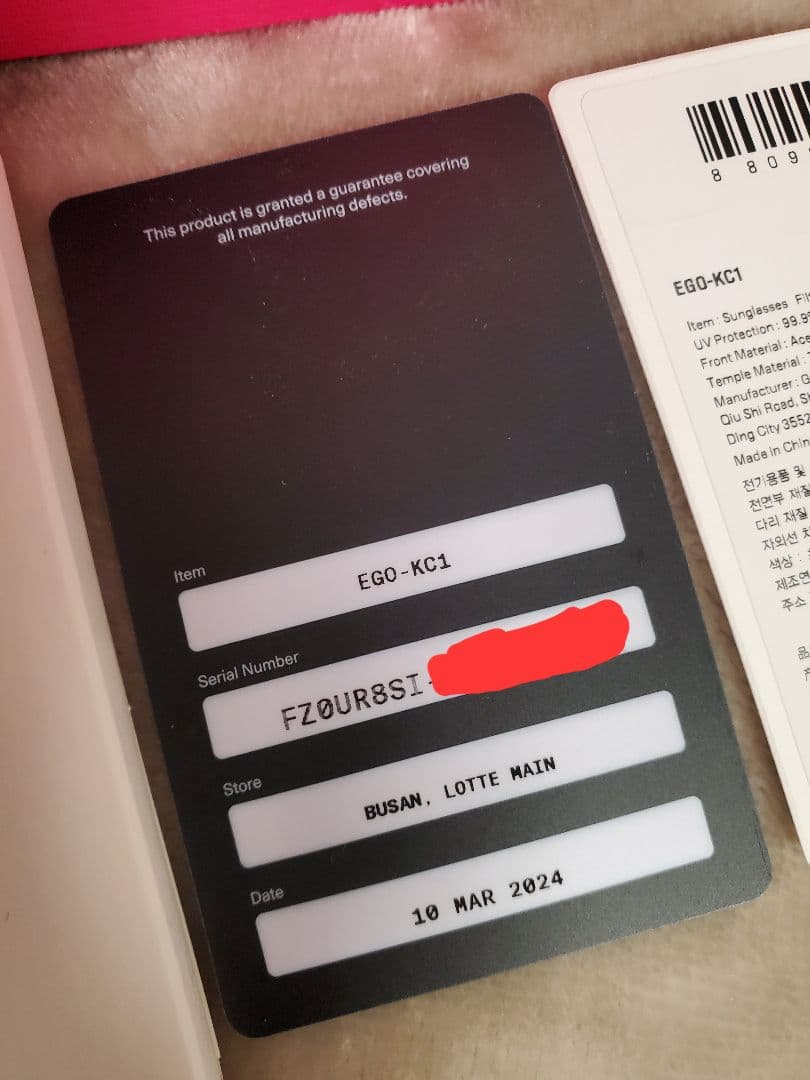 This product is granted a guarantee covering
all manufacturing defects.
Item
EGO-KC1
Serial Number
FZ0UR8SI-
Store
BUSAN, LOTTE MAIN
Date
10 MAR 2024
8 809
EGO-KC1
Item : Sunglasses
UV Protection : 99.9
Front Material :
Temple Material :
Manufacturer :
Qiu Shi Road,
Ding City 3552
Made in
전기용품 및
전면부 재질
다리 재질
자외선
색상 :
제조연
주소
品